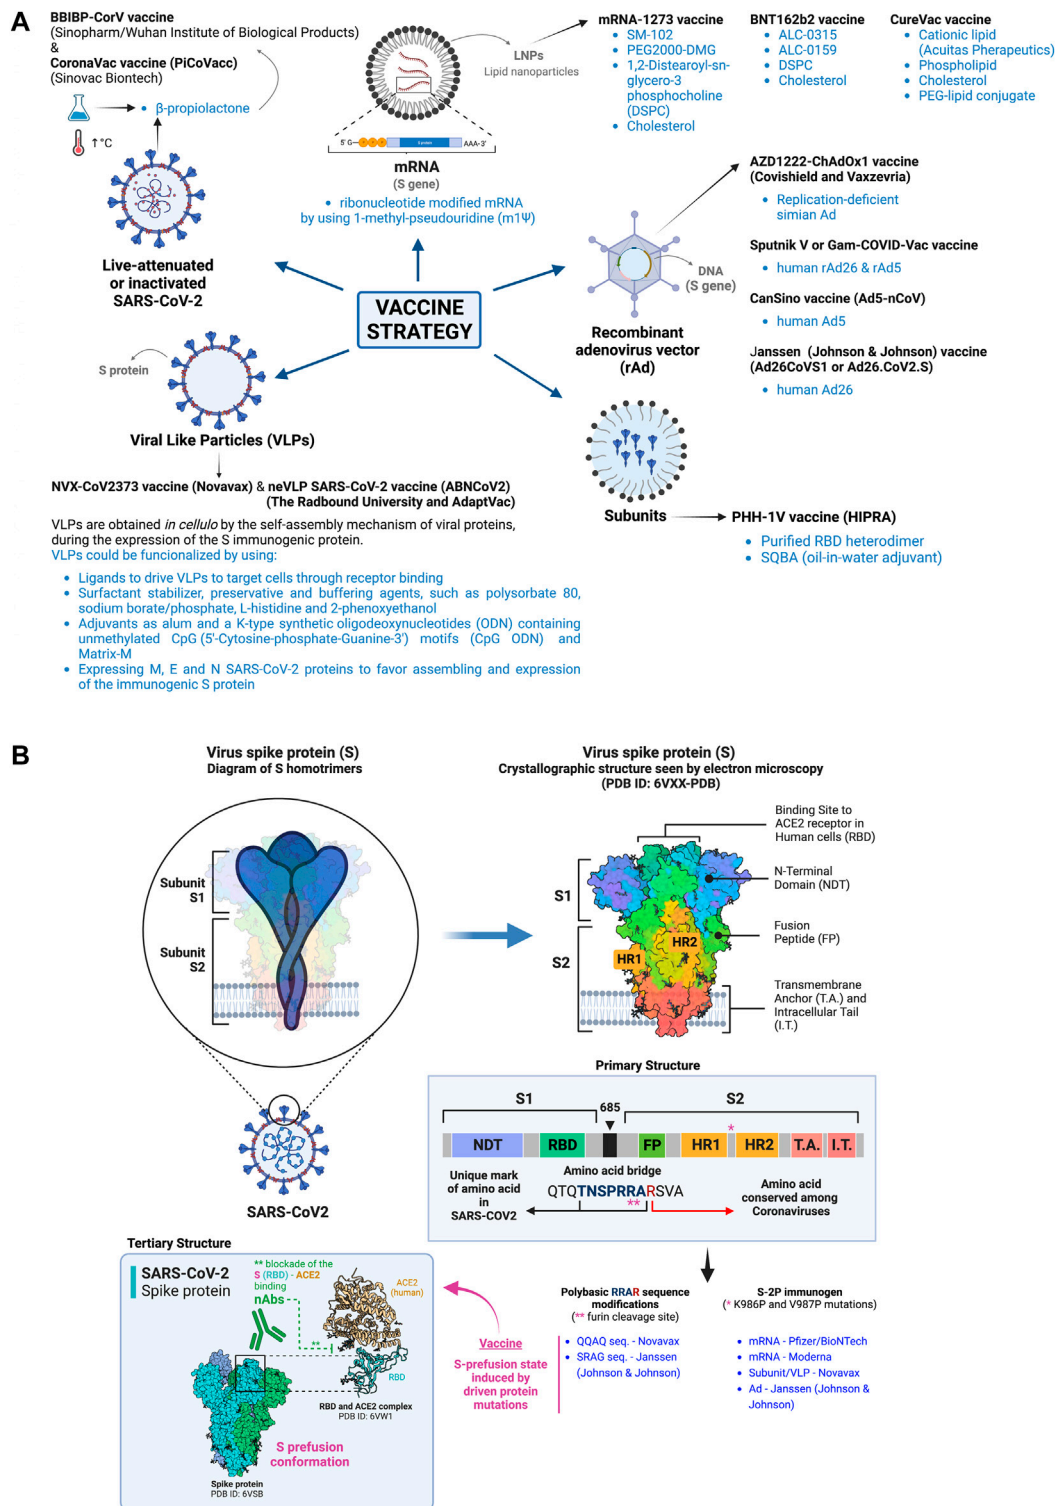 A
BBIBP-CorV vaccine
(Sinopharm/Wuhan Institute of Biological Products)
&
CoronaVac vaccine (PiCoVacc)
(Sinovac Biontech)
• β-propiolactone
↑°C
Live-attenuated
or inactivated
SARS-CoV-2
LNPs
Lipid nanoparticles
5' G
S protein
AAA-3'
mRNA
(S gene)
• ribonucleotide modified mRNA
by using 1-methyl-pseudouridine (m1Ψ)
mRNA-1273 vaccine
• SM-102
• PEG2000-DMG
• 1,2-Distearoyl-sn-
glycero-3
phosphocholine
(DSPC)
• Cholesterol
BNT162b2 vaccine
• ALC-0315
• ALC-0159
• DSPC
• Cholesterol
CureVac vaccine
• Cationic lipid
(Acuitas Pherapeutics)
• Phospholipid
• Cholesterol
• PEG-lipid conjugate
VACCINE
STRATEGY
DNA
(S gene)
Recombinant
adenovirus vector
(rAd)
AZD1222-ChAdOx1 vaccine
(Covishield and Vaxzevria)
• Replication-deficient
simian Ad
Sputnik V or Gam-COVID-Vac vaccine
• human rAd26 & rAd5
CanSino vaccine (Ad5-nCoV)
• human Ad5
Janssen (Johnson & Johnson) vaccine
(Ad26CoVS1 or Ad26.CoV2.S)
• human Ad26
S protein
Viral Like Particles (VLPs)
NVX-CoV2373 vaccine (Novavax) & neVLP SARS-CoV-2 vaccine (ABNCoV2)
(The Radbound University and AdaptVac)
VLPs are obtained in cellulo by the self-assembly mechanism of viral proteins,
during the expression of the S immunogenic protein.
VLPs could be funcionalized by using:
• Ligands to drive VLPs to target cells through receptor binding
• Surfactant stabilizer, preservative and buffering agents, such as polysorbate 80,
sodium borate/phosphate, L-histidine and 2-phenoxyethanol
• Adjuvants as alum and a K-type synthetic oligodeoxynucleotides (ODN) containing
unmethylated CpG (5'-Cytosine-phosphate-Guanine-3') motifs (CpG ODN) and
Matrix-M
• Expressing M, E and N SARS-CoV-2 proteins to favor assembling and expression
of the immunogenic S protein
Subunits
PHH-1V vaccine (HIPRA)
• Purified RBD heterodimer
• SQBA (oil-in-water adjuvant)
B
Virus spike protein (S)
Diagram of S homotrimers
Subunit
S1
Subunit
S2
SARS-CoV2
Virus spike protein (S)
Crystallographic structure seen by electron microscopy
(PDB ID: 6VXX-PDB)
S1
S2
HR1
HR2
Binding Site to
ACE2 receptor in
Human cells (RBD)
N-Terminal
Domain (NDT)
Fusion
Peptide (FP)
Transmembrane
Anchor (T.A.) and
Intracellular Tail
(I.T.)
Primary Structure
S1
685
S2
*
NDT
RBD
FP
HR1
HR2
T.A.
I.T.
Unique mark
of amino acid
in
SARS-COV2
Amino acid bridge
QTQTNSPRRARSVA
**
Amino acid
conserved among
Coronaviruses
Tertiary Structure
SARS-CoV-2
Spike protein
** blockade of the
S (RBD) - ACE2
binding
nAbs
**
ACE2
(human)
RBD
RBD and ACE2 complex
PDB ID: 6VW1
S prefusion
conformation
Spike protein
PDB ID: 6VSB
Vaccine
S-prefusion state
induced by
driven protein
mutations
Polybasic RRAR sequence
modifications
(** furin cleavage site)
• QQAQ seq. - Novavax
• SRAG seq. - Janssen
(Johnson & Johnson)
S-2P immunogen
(* K986P and V987P mutations)
• mRNA - Pfizer/BioNTech
• mRNA - Moderna
• Subunit/VLP - Novavax
• Ad - Janssen (Johnson &
Johnson)